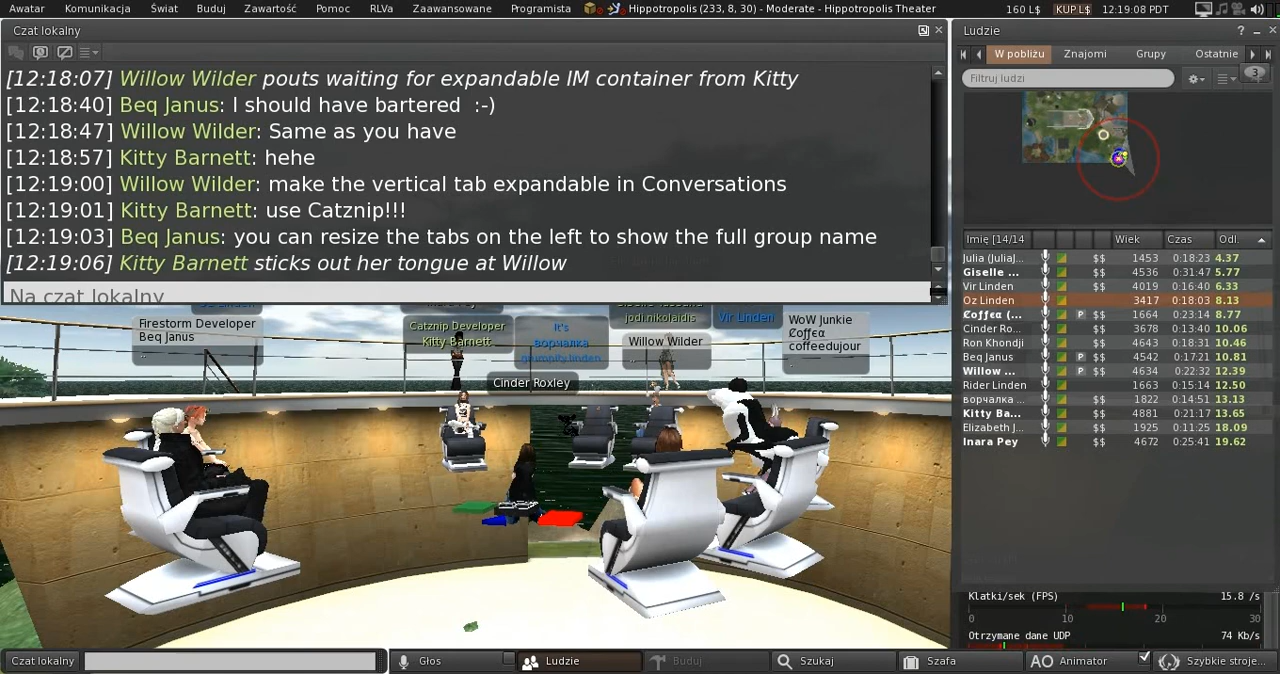 Awatar Komunikacja Świat Buduj Zawartość Pomoc RLVa Zaawansowane Programista Hippotropolis (233, 8, 30) - Moderate - Hippotropolis Theater 160 L$ KUP L$ 12:19:08 PDT
Czat lokalny
[12:18:07] Willow Wilder pouts waiting for expandable IM container from Kitty
[12:18:40] Beq Janus: I should have bartered :-)
[12:18:47] Willow Wilder: Same as you have
[12:18:57] Kitty Barnett: hehe
[12:19:00] Willow Wilder: make the vertical tab expandable in Conversations
[12:19:01] Kitty Barnett: use Catznip!!!
[12:19:03] Beq Janus: you can resize the tabs on the left to show the full group name
[12:19:06] Kitty Barnett sticks out her tongue at Willow
Na czat lokalny
Firestorm Developer
Beq Janus
Catznip Developer
Kitty Barnett
It's
ворчалка
grumpity.linden
jodi.nikolaidis
Willow Wilder
Vir Linden
WoW Junkie
coffeedujour
Cinder Roxley
Ludzie
W pobliżu Znajomi Grupy Ostatnie
Filtruj ludzi
3
Imię [14/14 Wiek Czas Odl.
Julia (JuliaJ... $$ 1453 0:18:23 4.37
Giselle ... $$ 4536 0:31:47 5.77
Vir Linden $$ 4019 0:16:40 6.33
Oz Linden 3417 0:18:03 8.13
P $$ 1664 0:23:14 8.77
Cinder Ro... $$ 3678 0:13:40 10.06
Ron Khondji $$ 4643 0:18:31 10.46
Beq Janus P $$ 4542 0:17:21 10.81
Willow ... P $$ 4634 0:22:32 12.39
Rider Linden 1663 0:15:14 12.50
ворчалка ... $$ 1822 0:14:51 13.13
Kitty Ba... $$ 4881 0:21:17 13.65
Elizabeth J... $$ 1925 0:11:25 18.09
Inara Pey $$ 4672 0:25:41 19.62
Klatki/sek (FPS) 15.8 /s
0 10 20 30
Otrzymane dane UDP 74 Kb/s
Czat lokalny Głos Ludzie Buduj Szukaj Szafa AO Animator Szybkie stroje...